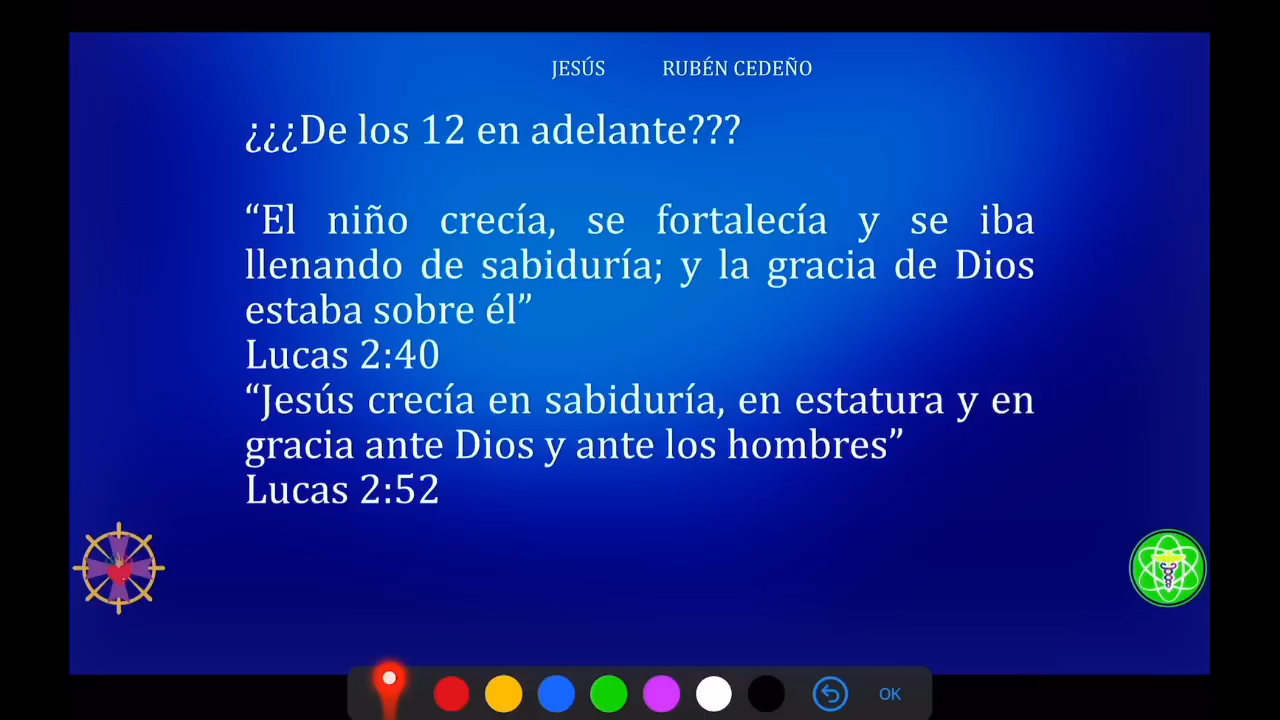 JESÚS RUBÉN CEDEÑO
¿¿¿De los 12 en adelante???
“El niño crecía, se fortalecía y se iba
llenando de sabiduría; y la gracia de Dios
estaba sobre él”
Lucas 2:40
“Jesús crecía en sabiduría, en estatura y en
gracia ante Dios y ante los hombres”
Lucas 2:52
OK